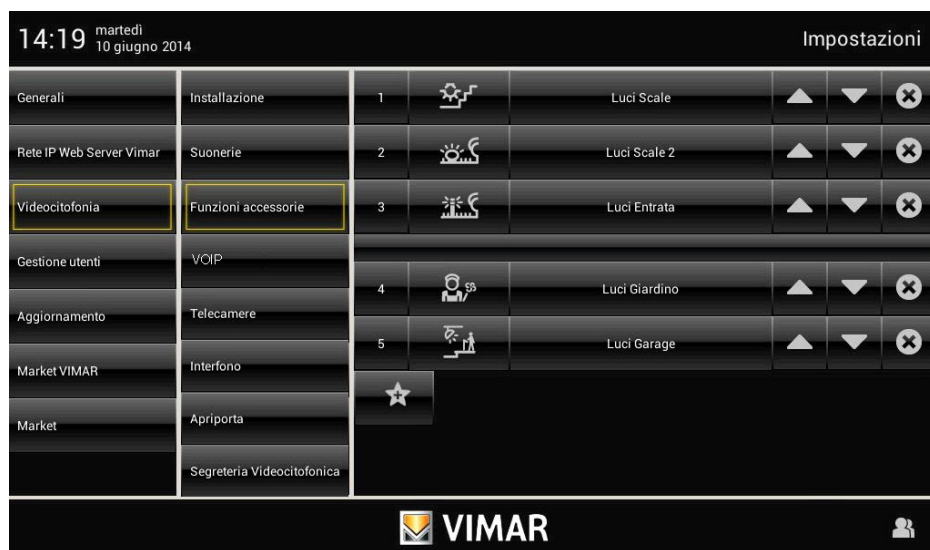 14:19 martedì
10 giugno 2014
Impostazioni
Generali
Rete IP Web Server Vimar
Videocitofonia
Gestione utenti
Aggiornamento
Market VIMAR
Market
Installazione
Suonerie
Funzioni accessorie
VOIP
Telecamere
Interfono
Apriporta
Segreteria Videocitofonica
1 Luci Scale
2 Luci Scale 2
3 Luci Entrata
4 Luci Giardino
5 Luci Garage
VIMAR